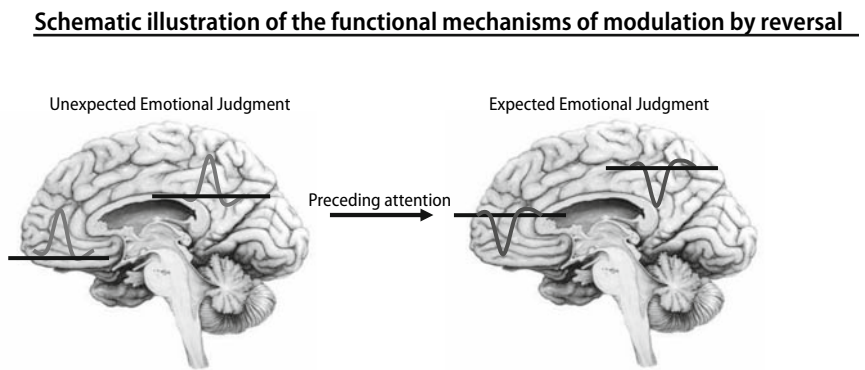 Schematic illustration of the functional mechanisms of modulation by reversal
Unexpected Emotional Judgment
Expected Emotional Judgment
Preceding attention